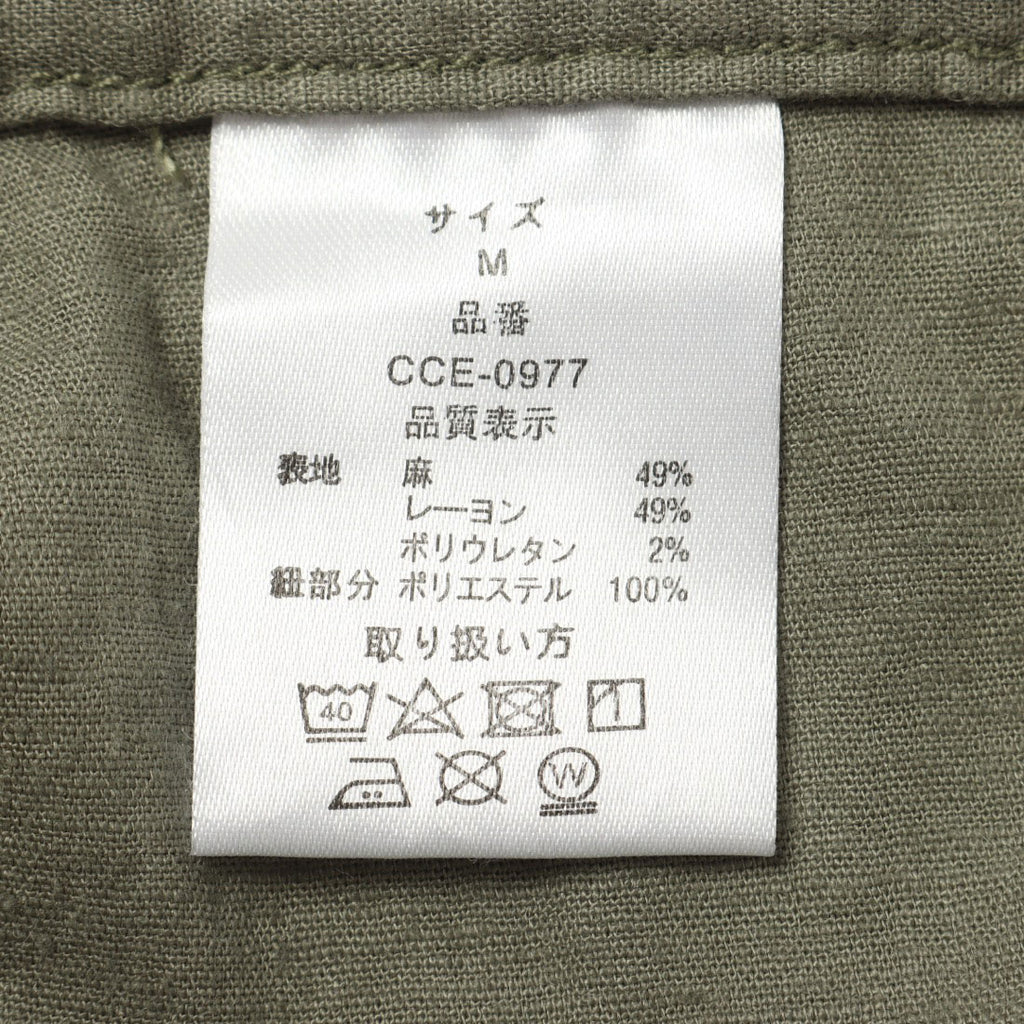 サイズ
M
品番
CCE-0977
品質表示
表地 麻 49%
レーヨン 49%
ポリウレタン 2%
紐部分 ポリエステル 100%
取り扱い方
40
W